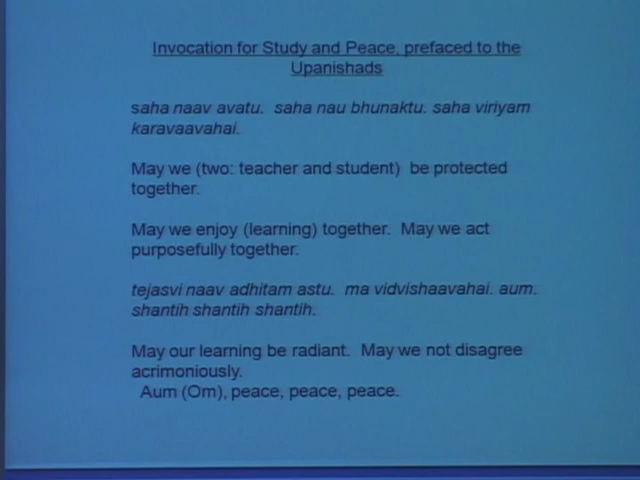 Invocation for Study and Peace, prefaced to the
Upanishads
saha naav avatu. saha nau bhunaktu. saha viriyam
karavaavahai.
May we (two: teacher and student) be protected
together.
May we enjoy (learning) together. May we act
purposefully together.
tejasvi naav adhitam astu. ma vidvishaavahai. aum.
shantih shantih shantih.
May our learning be radiant. May we not disagree
acrimoniously.
Aum (Om), peace, peace, peace.